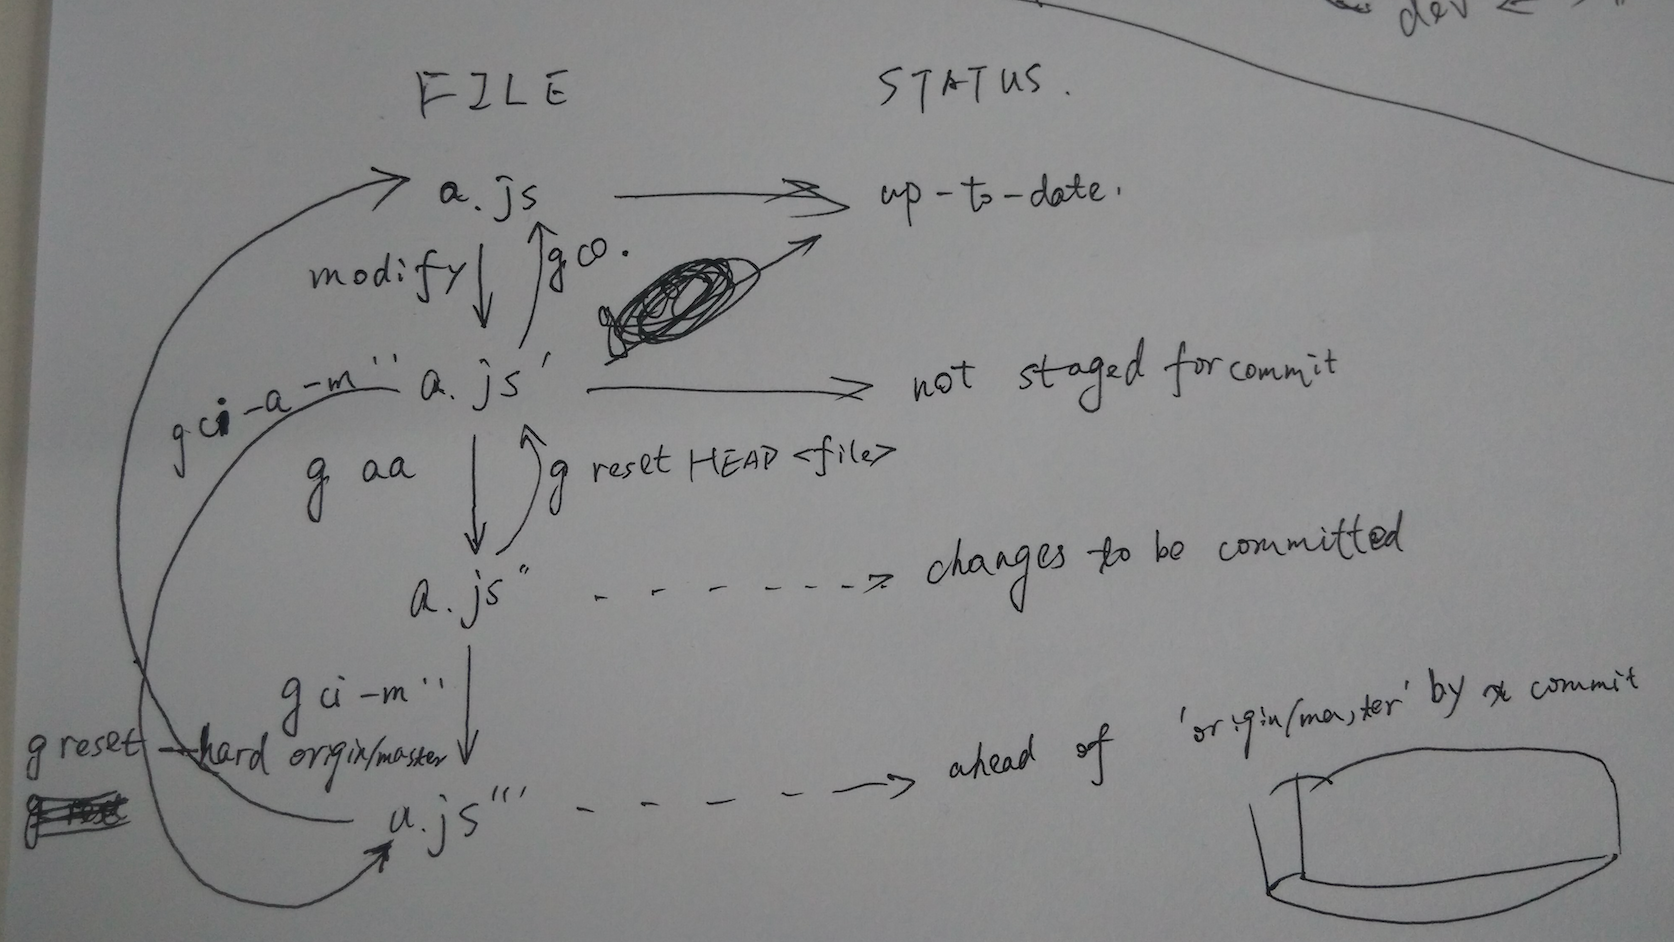 dev
FILE STATUS.
a.js up-to-date.
modify g co.
g
g ci -a -m '' a.js' not staged for commit
g aa g reset HEAD <file>
a.js'' changes to be committed
g ci -m ''
g reset --hard origin/master
a.js''' ahead of 'origin/master' by x commit